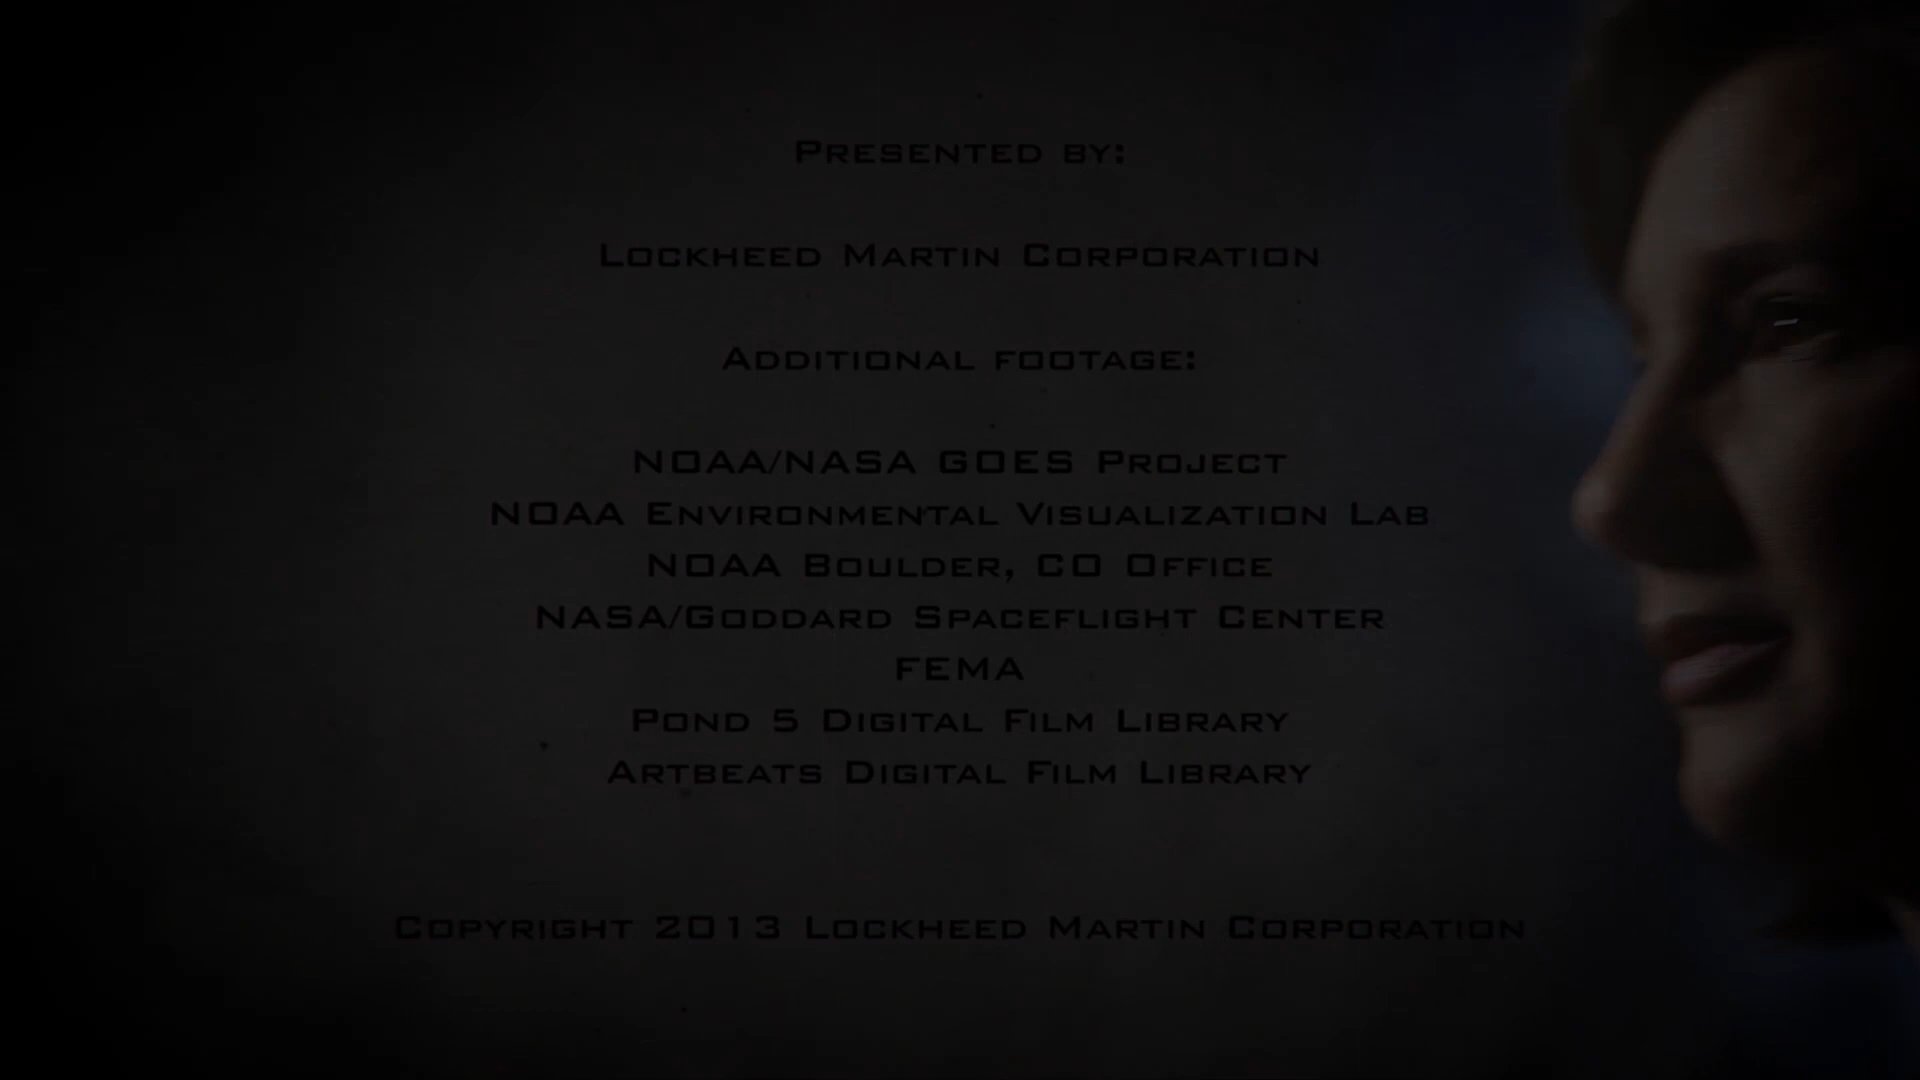 Presented by:
Lockheed Martin Corporation
Additional footage:
NOAA/NASA GOES Project
NOAA Environmental Visualization Lab
NOAA Boulder, CO Office
NASA/Goddard Spaceflight Center
FEMA
Pond 5 Digital Film Library
Artbeats Digital Film Library
Copyright 2013 Lockheed Martin Corporation